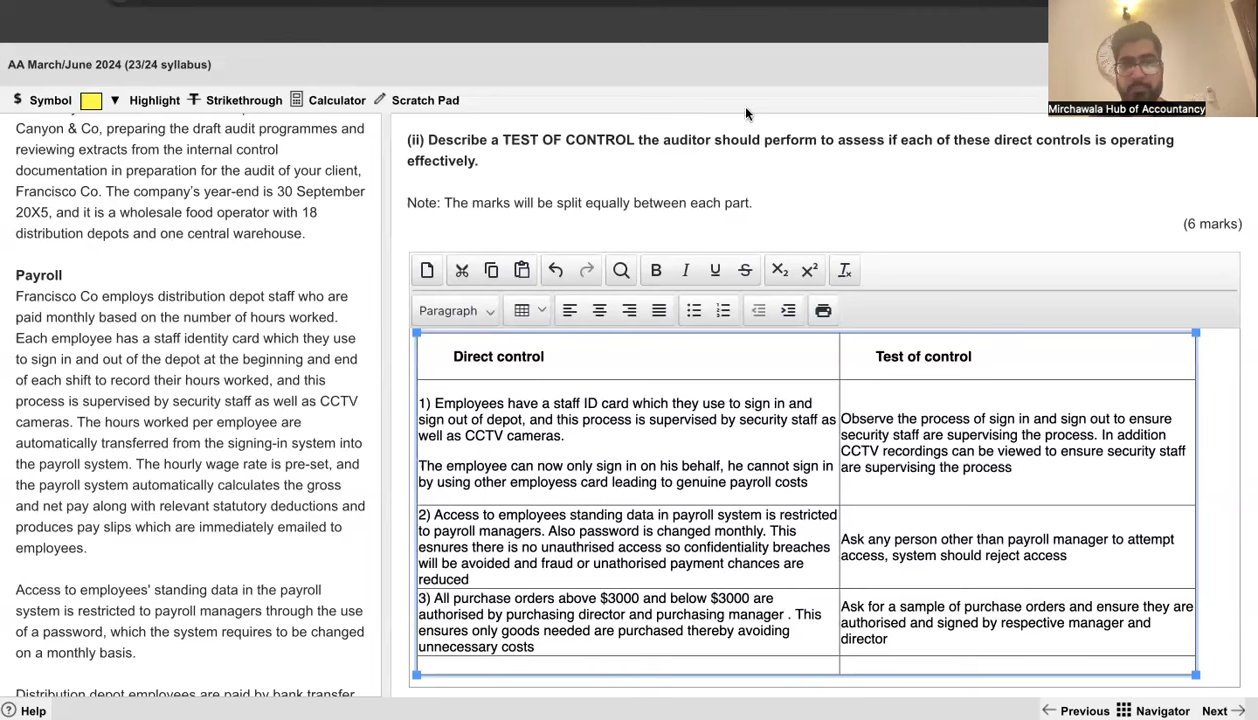 AA March/June 2024 (23/24 syllabus)
Mirchawala Hub of Accountancy
$ Symbol Highlight Strikethrough Calculator Scratch Pad
Canyon & Co, preparing the draft audit programmes and
reviewing extracts from the internal control
documentation in preparation for the audit of your client,
Francisco Co. The company's year-end is 30 September
20X5, and it is a wholesale food operator with 18
distribution depots and one central warehouse.
Payroll
Francisco Co employs distribution depot staff who are
paid monthly based on the number of hours worked.
Each employee has a staff identity card which they use
to sign in and out of the depot at the beginning and end
of each shift to record their hours worked, and this
process is supervised by security staff as well as CCTV
cameras. The hours worked per employee are
automatically transferred from the signing-in system into
the payroll system. The hourly wage rate is pre-set, and
the payroll system automatically calculates the gross
and net pay along with relevant statutory deductions and
produces pay slips which are immediately emailed to
employees.
Access to employees' standing data in the payroll
system is restricted to payroll managers through the use
of a password, which the system requires to be changed
on a monthly basis.
Distribution depot employees are paid by bank transfer
(ii) Describe a TEST OF CONTROL the auditor should perform to assess if each of these direct controls is operating
effectively.
Note: The marks will be split equally between each part.
(6 marks)
B I U S X₂ X² Tx
Paragraph
Direct control
Test of control
1) Employees have a staff ID card which they use to sign in and
sign out of depot, and this process is supervised by security staff as
well as CCTV cameras.
The employee can now only sign in on his behalf, he cannot sign in
by using other employess card leading to genuine payroll costs
Observe the process of sign in and sign out to ensure
security staff are supervising the process. In addition
CCTV recordings can be viewed to ensure security staff
are supervising the process
2) Access to employees standing data in payroll system is restricted
to payroll managers. Also password is changed monthly. This
esnures there is no unauthrised access so confidentiality breaches
will be avoided and fraud or unathorised payment chances are
reduced
Ask any person other than payroll manager to attempt
access, system should reject access
3) All purchase orders above $3000 and below $3000 are
authorised by purchasing director and purchasing manager . This
ensures only goods needed are purchased thereby avoiding
unnecessary costs
Ask for a sample of purchase orders and ensure they are
authorised and signed by respective manager and
director
Help
Previous Navigator Next